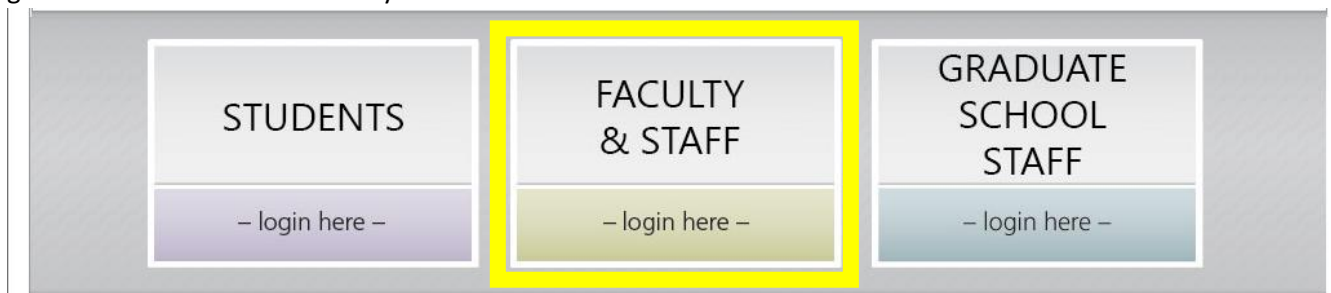 STUDENTS
– login here –
FACULTY
& STAFF
– login here –
GRADUATE
SCHOOL
STAFF
– login here –